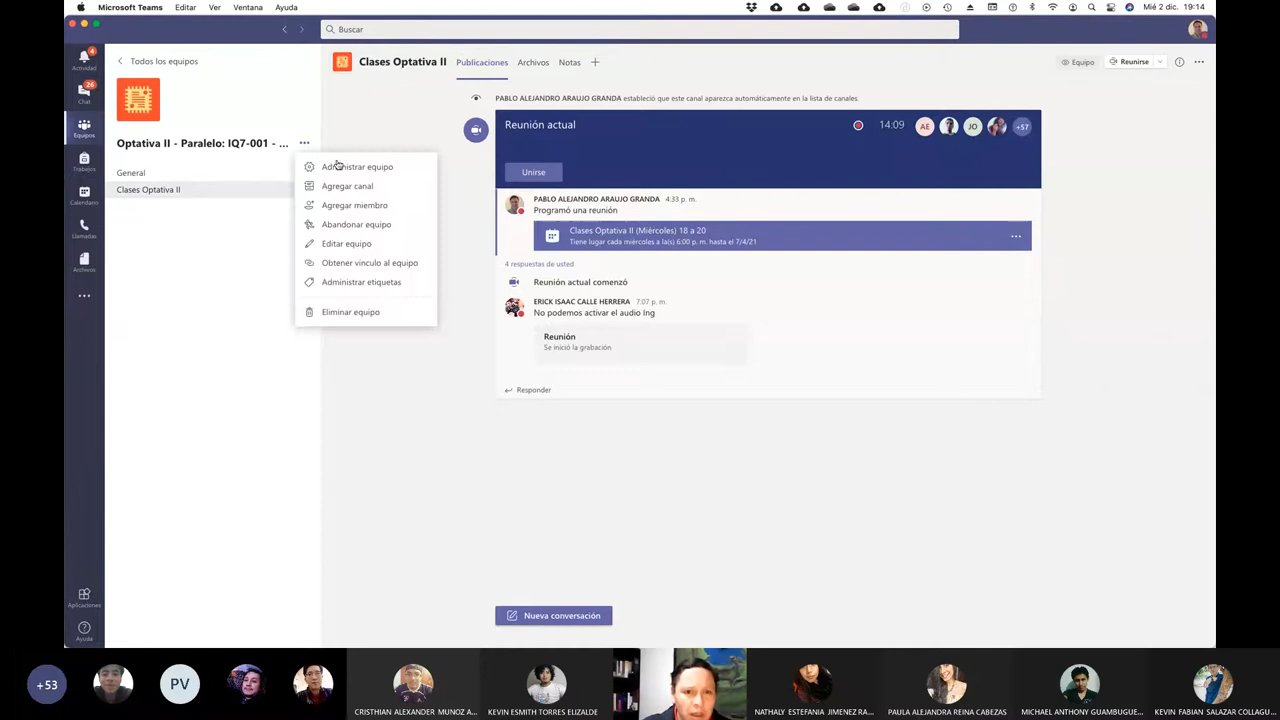 Microsoft Teams Editar Ver Ventana Ayuda
Mié 2 dic. 19:14
Buscar
4
Actividad
26
Chat
Equipos
Trabajos
Calendario
Llamadas
Archivos
Aplicaciones
Ayuda
Todos los equipos
Optativa II - Paralelo: IQ7-001 - ...
General
Clases Optativa II
Administrar equipo
Agregar canal
Agregar miembro
Abandonar equipo
Editar equipo
Obtener vínculo al equipo
Administrar etiquetas
Eliminar equipo
Clases Optativa II Publicaciones Archivos Notas
Equipo Reunirse
PABLO ALEJANDRO ARAUJO GRANDA estableció que este canal aparezca automáticamente en la lista de canales.
Reunión actual
14:09 AE JO +57
Unirse
PABLO ALEJANDRO ARAUJO GRANDA 4:33 p. m.
Programó una reunión
Clases Optativa II (Miércoles) 18 a 20
Tiene lugar cada miércoles a la(s) 6:00 p. m. hasta el 7/4/21
4 respuestas de usted
Reunión actual comenzó
ERICK ISAAC CALLE HERRERA 7:07 p. m.
No podemos activar el audio Ing
Reunión
Se inició la grabación
Responder
Nueva conversación
+53
PV
CRISTHIAN ALEXANDER MUNOZ A...
KEVIN ESMITH TORRES ELIZALDE
NATHALY ESTEFANIA JIMENEZ RA...
PAULA ALEJANDRA REINA CABEZAS
MICHAEL ANTHONY GUAMBUGUE...
KEVIN FABIAN SALAZAR COLLAGU...